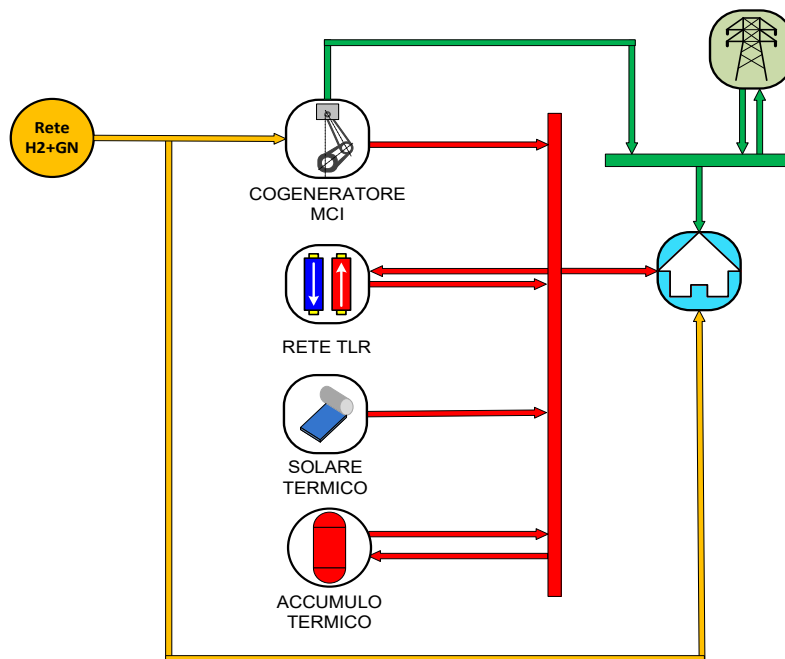 Rete
H2+GN
COGENERATORE
MCI
RETE TLR
SOLARE
TERMICO
ACCUMULO
TERMICO